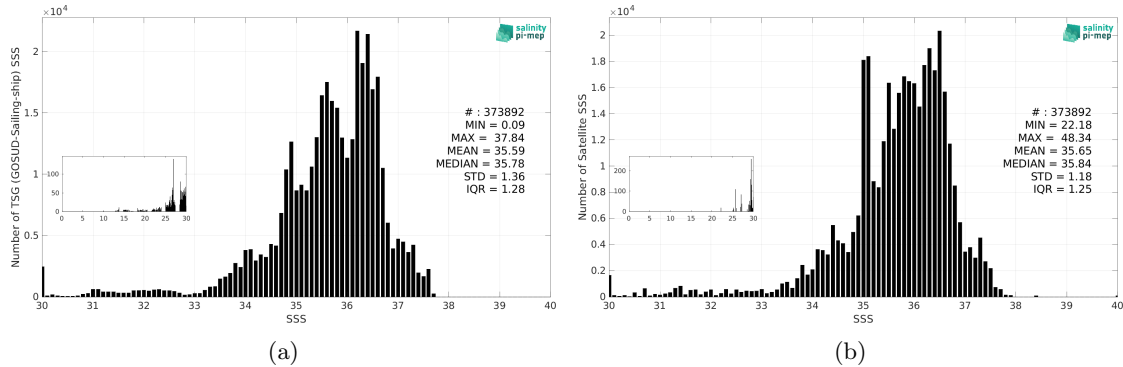 ×10⁴
salinity
pi-mep
Number of TSG (GOSUD-Sailing-ship) SSS
2
1.5
1
0.5
0
# : 373892
MIN = 0.09
MAX = 37.84
MEAN = 35.59
MEDIAN = 35.78
STD = 1.36
IQR = 1.28
100
50
0
0 5 10 15 20 25 30
30 31 32 33 34 35 36 37 38 39 40
SSS
(a)
×10⁴
salinity
pi-mep
Number of Satellite SSS
2
1.8
1.6
1.4
1.2
1
0.8
0.6
0.4
0.2
0
# : 373892
MIN = 22.18
MAX = 48.34
MEAN = 35.65
MEDIAN = 35.84
STD = 1.18
IQR = 1.25
200
100
0
0 5 10 15 20 25 30
30 31 32 33 34 35 36 37 38 39 40
SSS
(b)